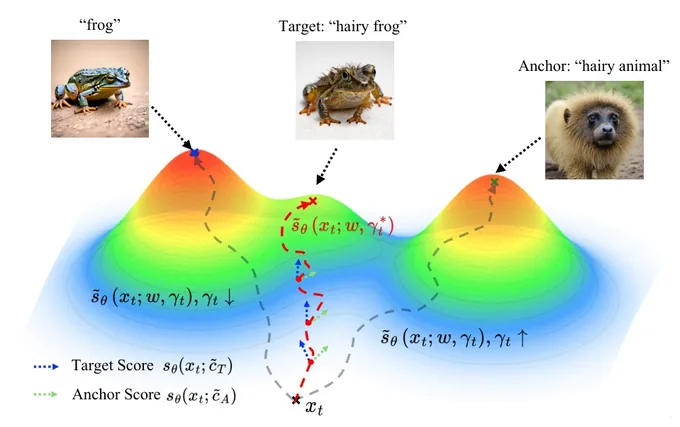 “frog”
Target: “hairy frog”
Anchor: “hairy animal”
s̃θ (xt; w, γt*)
s̃θ (xt; w, γt), γt ↓
s̃θ (xt; w, γt), γt ↑
Target Score sθ(xt; c̃T)
Anchor Score sθ(xt; c̃A)
xt